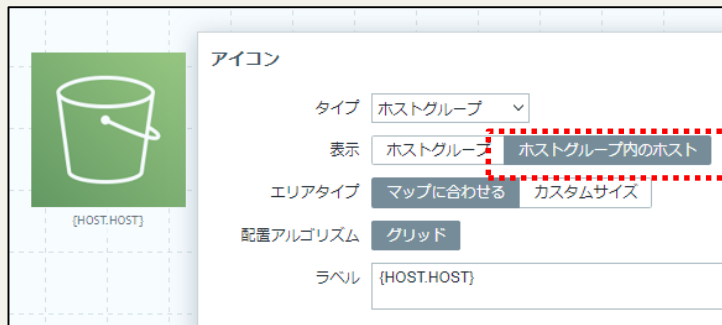 アイコン
タイプ ホストグループ
表示 ホストグループ ホストグループ内のホスト
エリアタイプ マップに合わせる カスタムサイズ
{HOST.HOST}
配置アルゴリズム グリッド
ラベル {HOST.HOST}